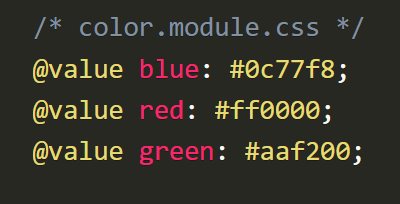 /* color.module.css */
@value blue: #0c77f8;
@value red: #ff0000;
@value green: #aaf200;